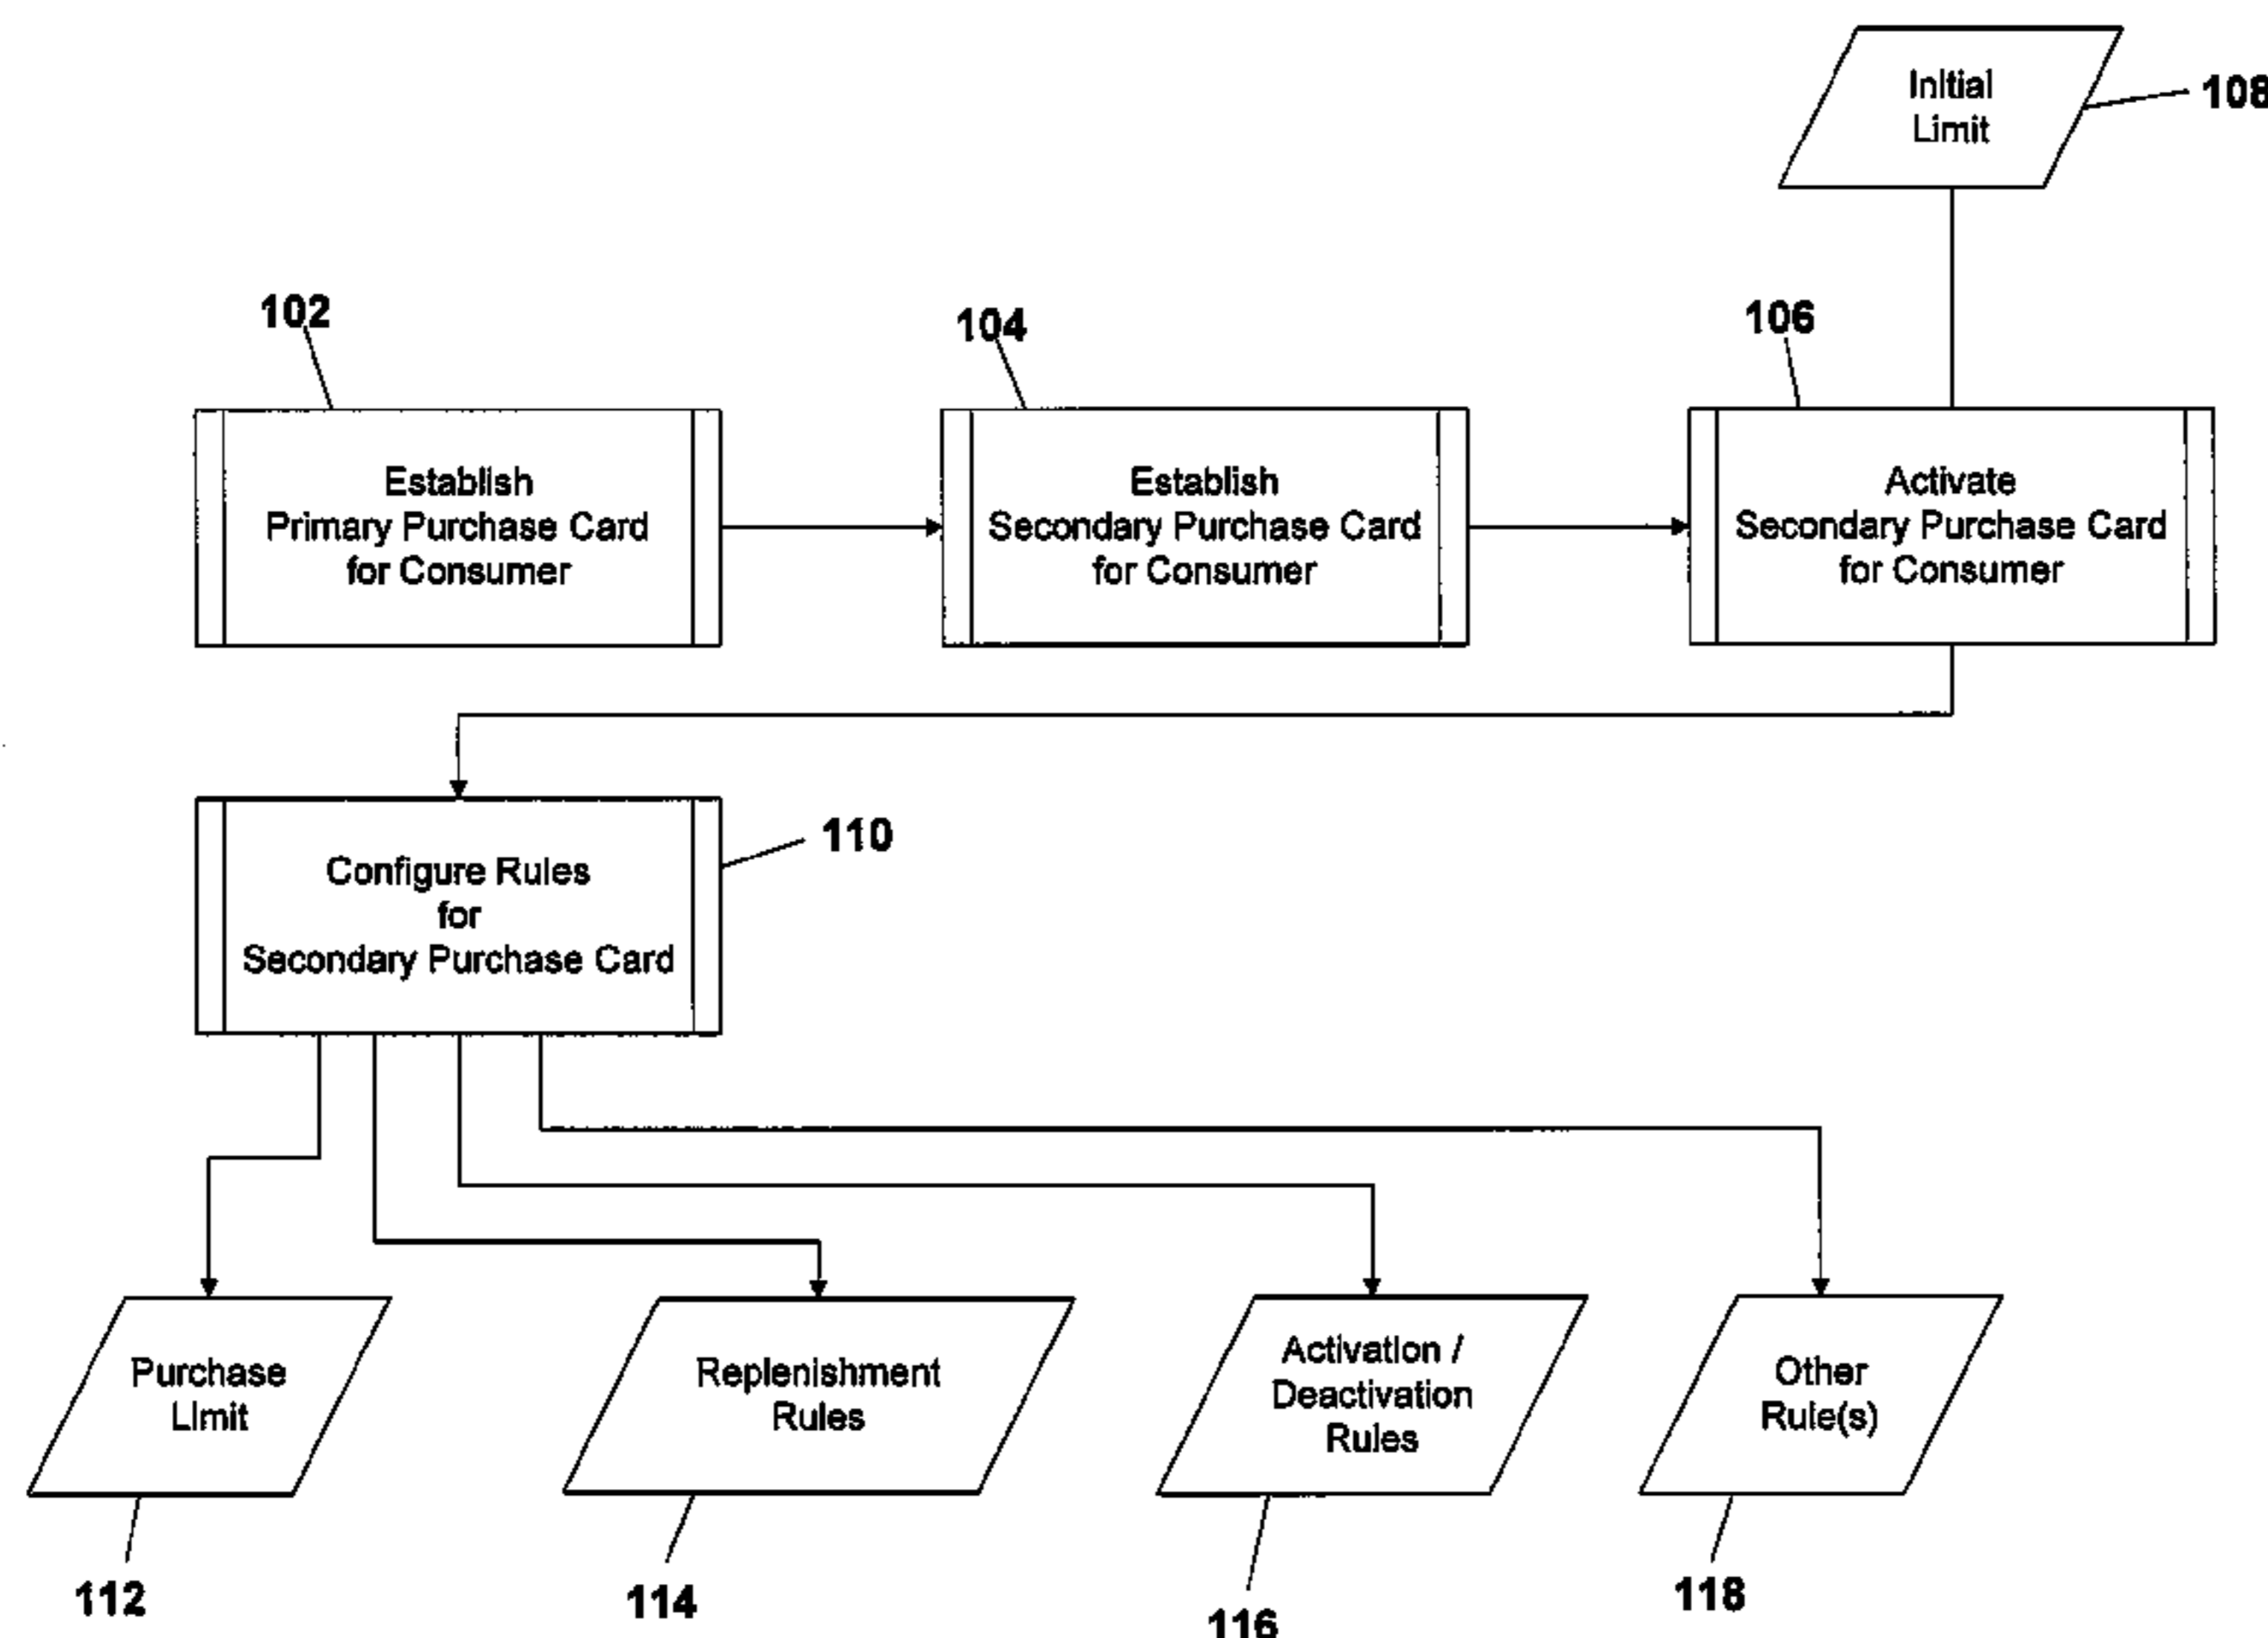 Initial
Limit
108
102
104
106
Establish
Primary Purchase Card
for Consumer
Establish
Secondary Purchase Card
for Consumer
Activate
Secondary Purchase Card
for Consumer
110
Configure Rules
for
Secondary Purchase Card
Purchase
Limit
Replenishment
Rules
Activation /
Deactivation
Rules
Other
Rule(s)
112
114
116
118